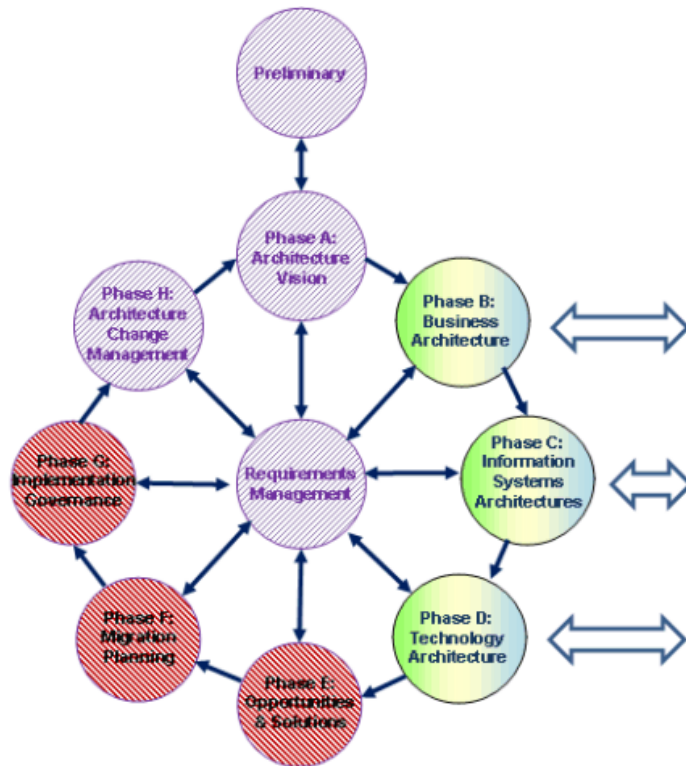 Preliminary
Phase A:
Architecture
Vision
Phase H:
Architecture
Change
Management
Phase B:
Business
Architecture
Phase G:
Implementation
Governance
Requirements
Management
Phase C:
Information
Systems
Architectures
Phase F:
Migration
Planning
Phase D:
Technology
Architecture
Phase E:
Opportunities
& Solutions